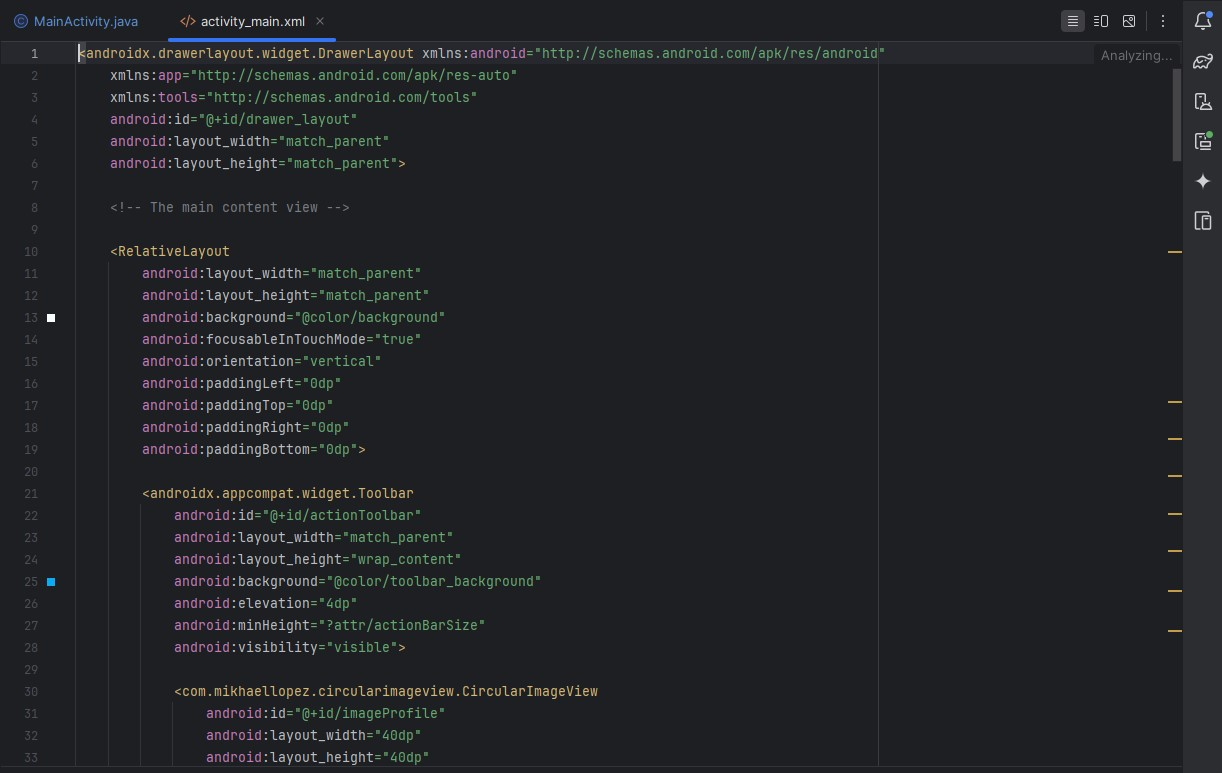 MainActivity.java
activity_main.xml
Analyzing...
1 <androidx.drawerlayout.widget.DrawerLayout xmlns:android="http://schemas.android.com/apk/res/android"
2 xmlns:app="http://schemas.android.com/apk/res-auto"
3 xmlns:tools="http://schemas.android.com/tools"
4 android:id="@+id/drawer_layout"
5 android:layout_width="match_parent"
6 android:layout_height="match_parent">
7
8 <!-- The main content view -->
9
10 <RelativeLayout
11 android:layout_width="match_parent"
12 android:layout_height="match_parent"
13 android:background="@color/background"
14 android:focusableInTouchMode="true"
15 android:orientation="vertical"
16 android:paddingLeft="0dp"
17 android:paddingTop="0dp"
18 android:paddingRight="0dp"
19 android:paddingBottom="0dp">
20
21 <androidx.appcompat.widget.Toolbar
22 android:id="@+id/actionToolbar"
23 android:layout_width="match_parent"
24 android:layout_height="wrap_content"
25 android:background="@color/toolbar_background"
26 android:elevation="4dp"
27 android:minHeight="?attr/actionBarSize"
28 android:visibility="visible">
29
30 <com.mikhaellopez.circularimageview.CircularImageView
31 android:id="@+id/imageProfile"
32 android:layout_width="40dp"
33 android:layout_height="40dp"